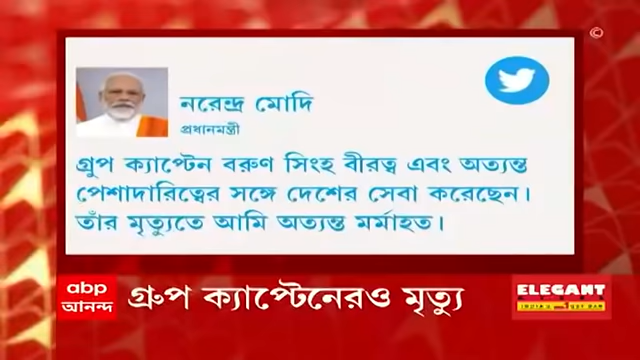 ©
নরেন্দ্র মোদি
প্রধানমন্ত্রী
গ্রুপ ক্যাপ্টেন বরুণ সিংহ বীরত্ব এবং অত্যন্ত
পেশাদারিত্বের সঙ্গে দেশের সেবা করেছেন।
তাঁর মৃত্যুতে আমি অত্যন্ত মর্মাহত।
abp
আনন্দ
গ্রুপ ক্যাপ্টেনেরও মৃত্যু
ELEGANT